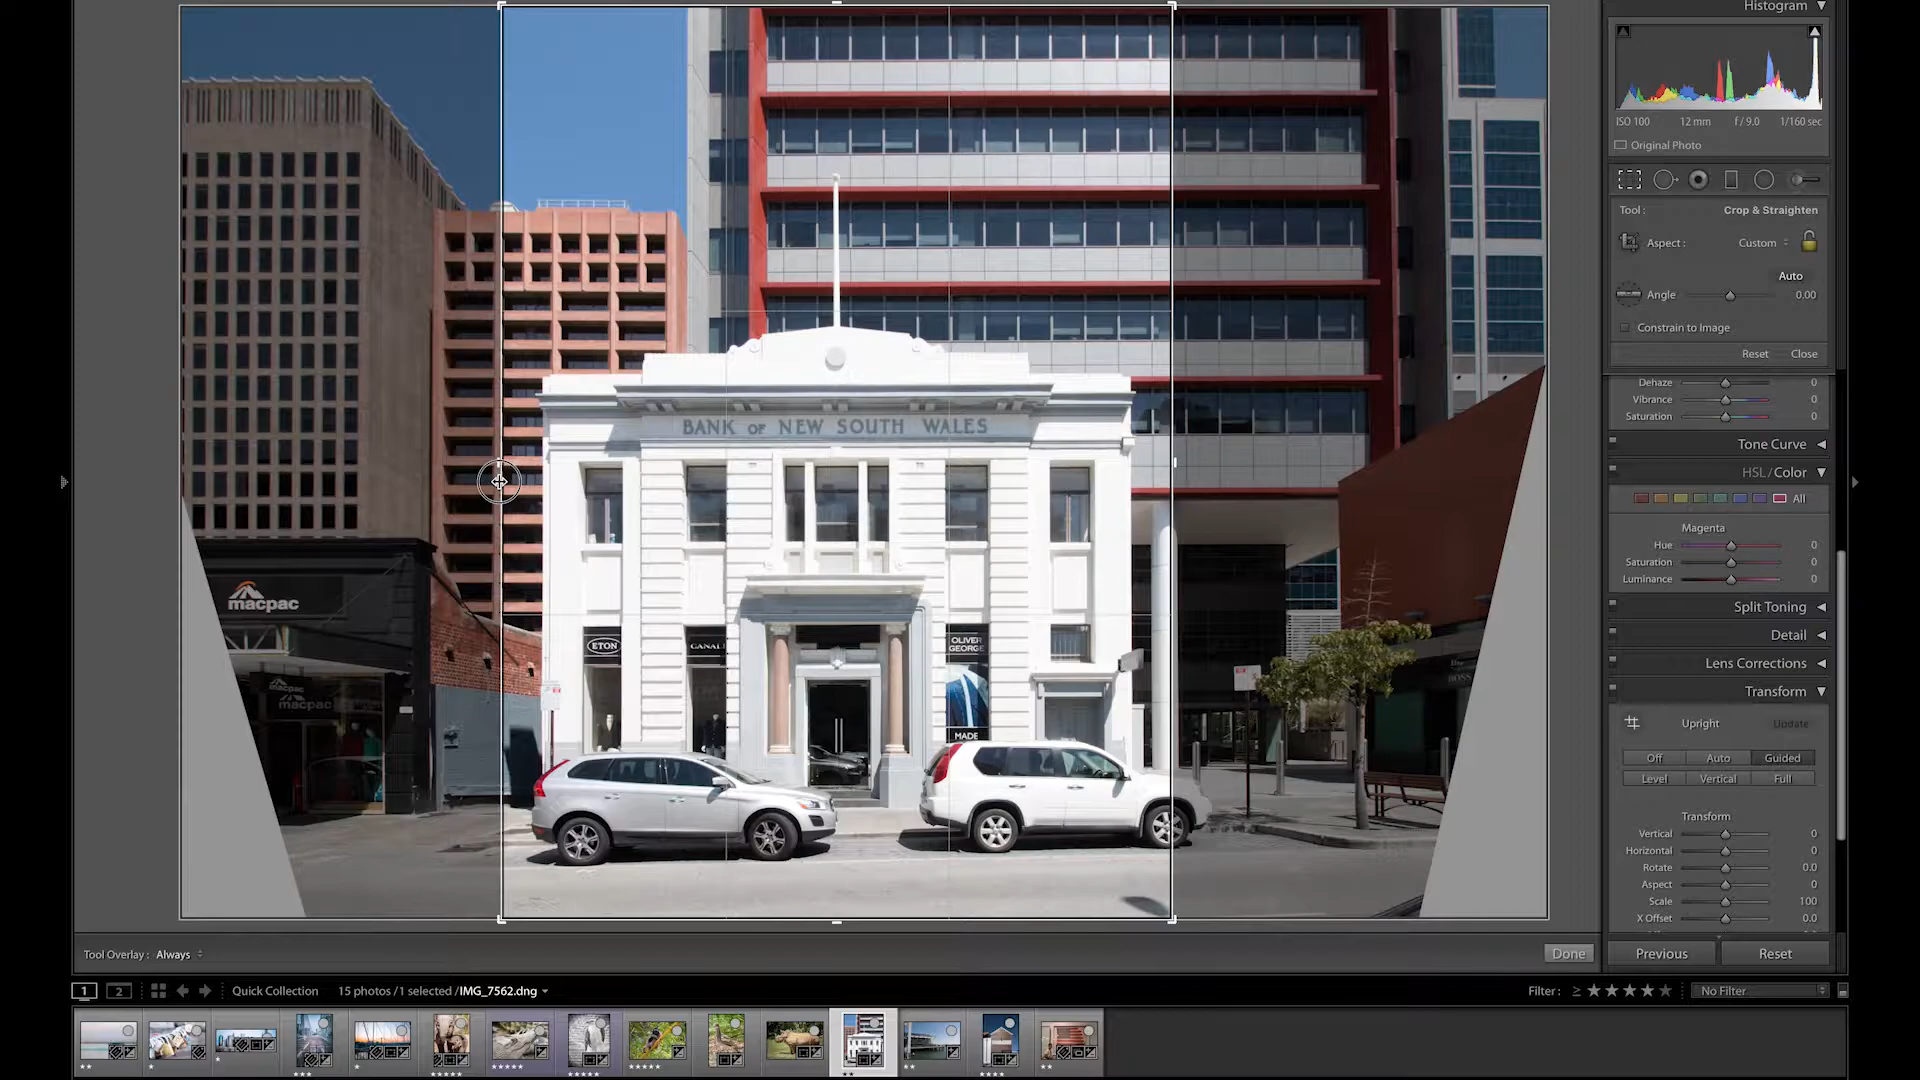 Histogram
ISO 100 12 mm f / 9.0 1/160 sec
Original Photo
Tool : Crop & Straighten
Aspect : Custom
Auto
Angle 0.00
Constrain to Image
Reset Close
Dehaze 0
Vibrance 0
Saturation 0
Tone Curve
HSL / Color
All
Magenta
Hue 0
Saturation 0
Luminance 0
Split Toning
Detail
Lens Corrections
Transform
Upright Update
Off Auto Guided
Level Vertical Full
Transform
Vertical 0
Horizontal 0
Rotate 0.0
Aspect 0
Scale 100
X Offset 0.0
Previous Reset
BANK OF NEW SOUTH WALES
macpac
macpac
macpac
ETON
CANALI
OLIVER
GEORGE
MADE
BOSS
Tool Overlay : Always
Done
1 2 Quick Collection 15 photos / 1 selected / IMG_7562.dng
Filter : ≥ ★★★★★ No Filter